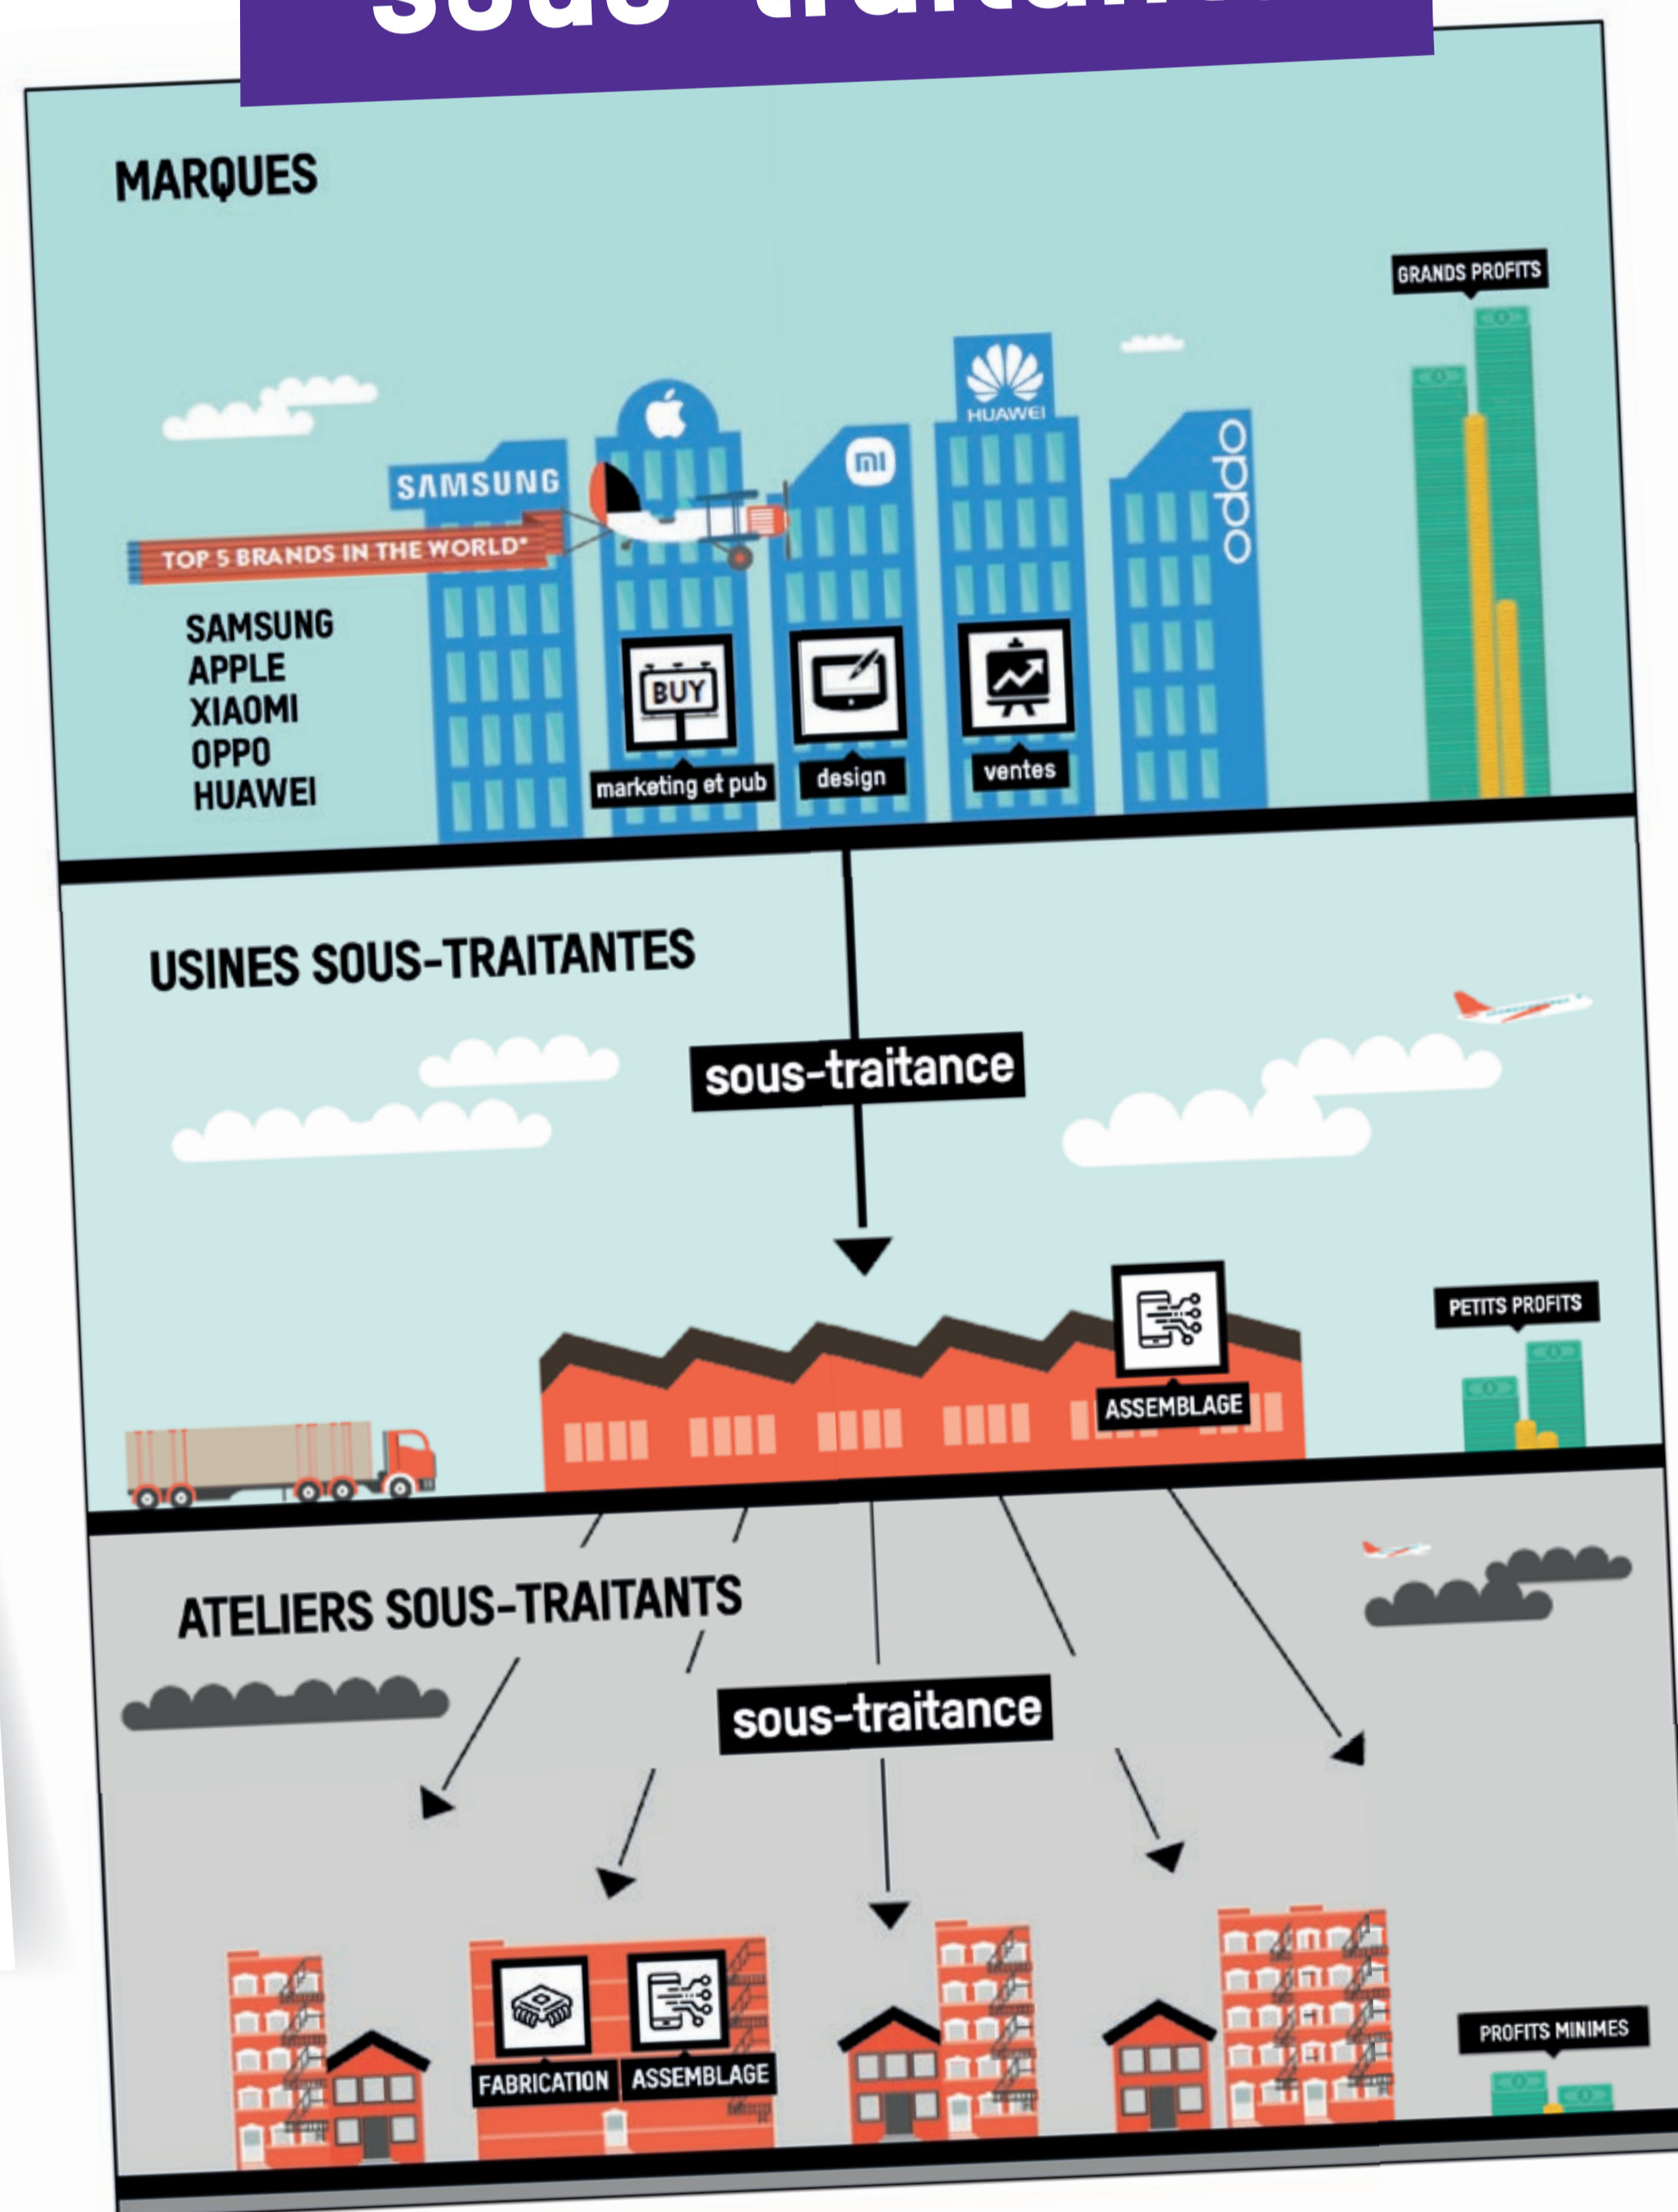 MARQUES
GRANDS PROFITS
HUAWEI
SAMSUNG
mi
oppo
TOP 5 BRANDS IN THE WORLD*
SAMSUNG
APPLE
XIAOMI
OPPO
HUAWEI
BUY
marketing et pub
design
ventes
USINES SOUS-TRAITANTES
sous-traitance
ASSEMBLAGE
PETITS PROFITS
ATELIERS SOUS-TRAITANTS
sous-traitance
FABRICATION
ASSEMBLAGE
PROFITS MINIMES